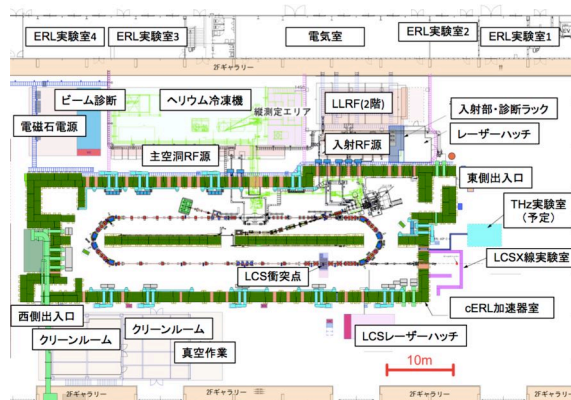 ERL実験室4
ERL実験室3
電気室
ERL実験室2
ERL実験室1
2Fギャラリー
ビーム診断
ヘリウム冷凍機
縦測定エリア
LLRF(2階)
入射部・診断ラック
電磁石電源
主空洞RF源
入射RF源
レーザーハッチ
東側出入口
THz実験室
(予定)
LCS衝突点
LCSX線実験室
西側出入口
クリーンルーム
クリーンルーム
真空作業
cERL加速器室
LCSレーザーハッチ
10m
2Fギャラリー
2Fギャラリー
2Fギャラリー